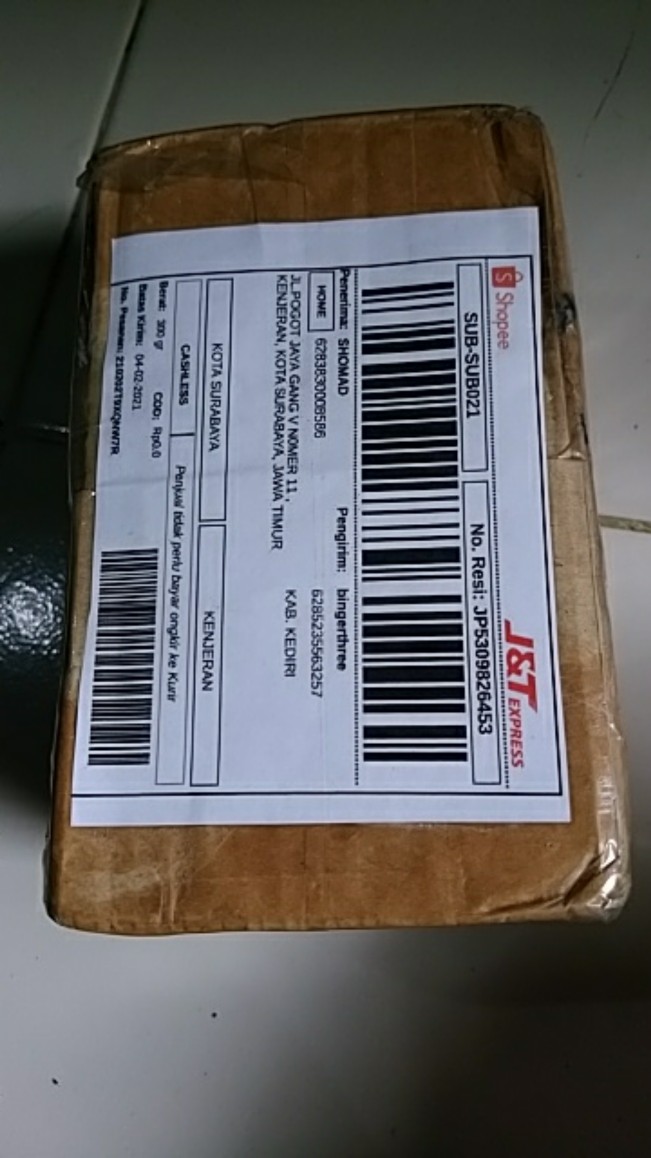 Shopee
J&T EXPRESS
SUB-SUB021
No. Resi: JP5309826453
Penerima: SHOMAD
Pengirim: bingerthree
HOME
6283830008586
6285235563257
JL.POGOT JAYA GANG V NOMER 11 ,
KENJERAN, KOTA SURABAYA, JAWA TIMUR
KAB. KEDIRI
KOTA SURABAYA
KENJERAN
CASHLESS
Penjual tidak perlu bayar ongkir ke Kurir
Berat: 300 gr
COD: Rp0,0
Batas Kirim: 04-02-2021
No. Pesanan: